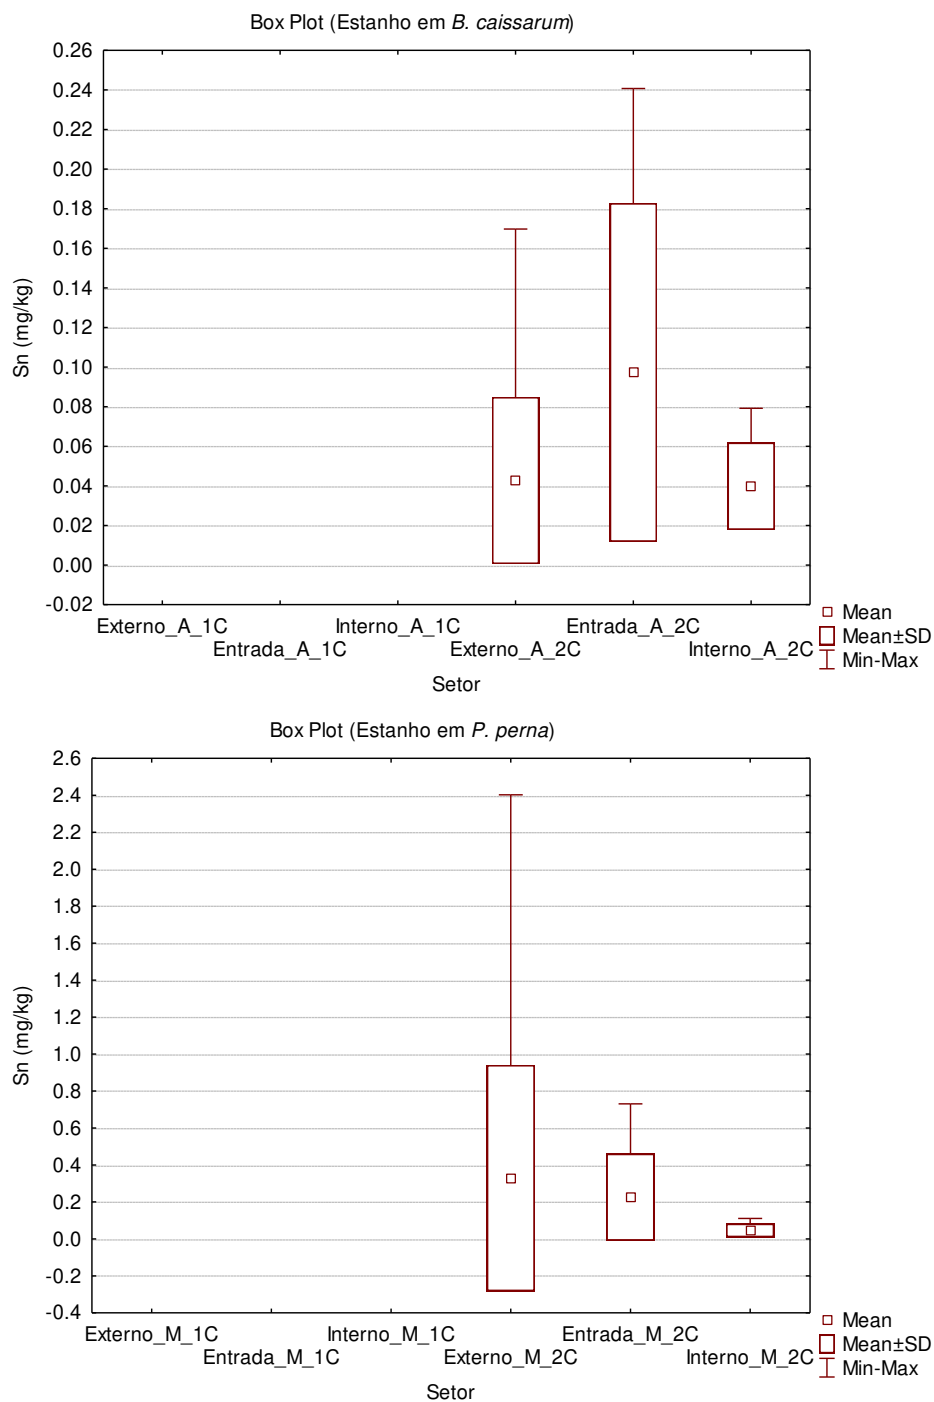 Box Plot (Estanho em B. caissarum)
0.26
0.24
0.22
0.20
0.18
0.16
0.14
0.12
0.10
0.08
0.06
0.04
0.02
0.00
-0.02
Sn (mg/kg)
Externo_A_1C
Entrada_A_1C
Interno_A_1C
Externo_A_2C
Entrada_A_2C
Interno_A_2C
Setor
Mean
Mean±SD
Min-Max
Box Plot (Estanho em P. perna)
2.6
2.4
2.2
2.0
1.8
1.6
1.4
1.2
1.0
0.8
0.6
0.4
0.2
0.0
-0.2
-0.4
Sn (mg/kg)
Externo_M_1C
Entrada_M_1C
Interno_M_1C
Externo_M_2C
Entrada_M_2C
Interno_M_2C
Setor
Mean
Mean±SD
Min-Max